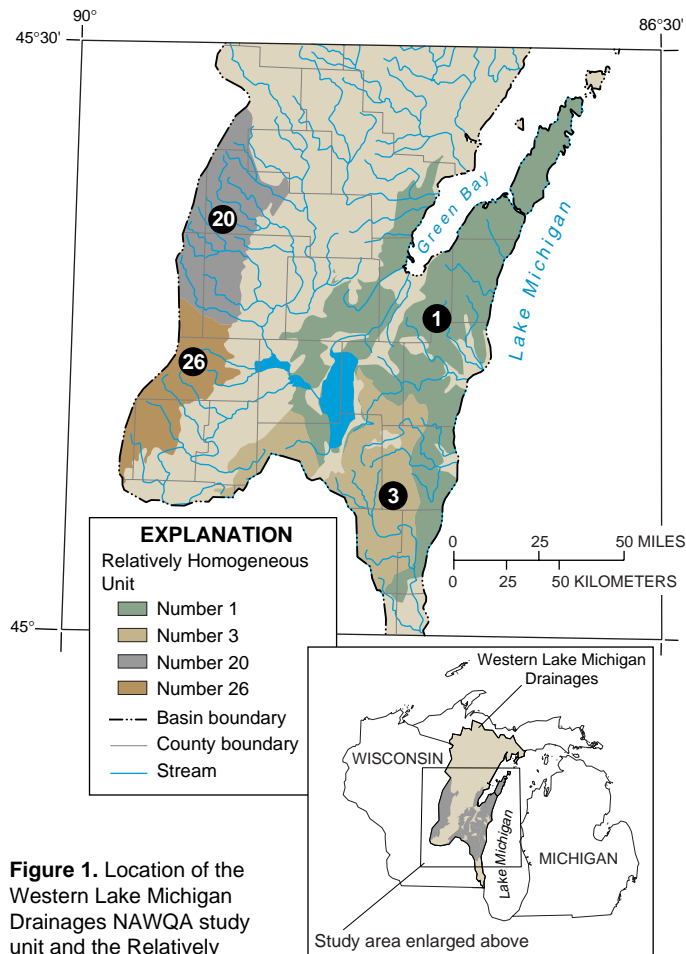 90°
86°30'
45°30'
20
Green Bay
Lake Michigan
1
26
3
EXPLANATION
Relatively Homogeneous
Unit
Number 1
Number 3
Number 20
Number 26
Basin boundary
County boundary
Stream
0 25 50 MILES
0 25 50 KILOMETERS
45°
Western Lake Michigan
Drainages
WISCONSIN
Lake Michigan
MICHIGAN
Study area enlarged above
Figure 1. Location of the
Western Lake Michigan
Drainages NAWQA study
unit and the Relatively